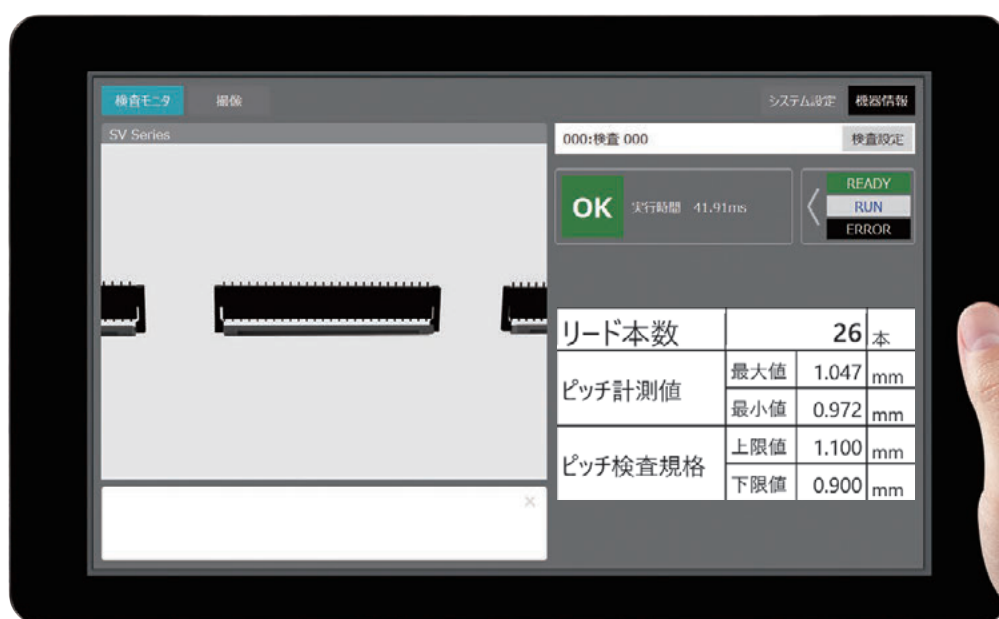 検査モニタ 撮像 システム設定 機器情報
SV Series
000:検査 000 検査設定
OK 実行時間 41.91ms
READY
RUN
ERROR
リード本数 26 本
ピッチ計測値 最大値 1.047 mm
最小値 0.972 mm
ピッチ検査規格 上限値 1.100 mm
下限値 0.900 mm
×